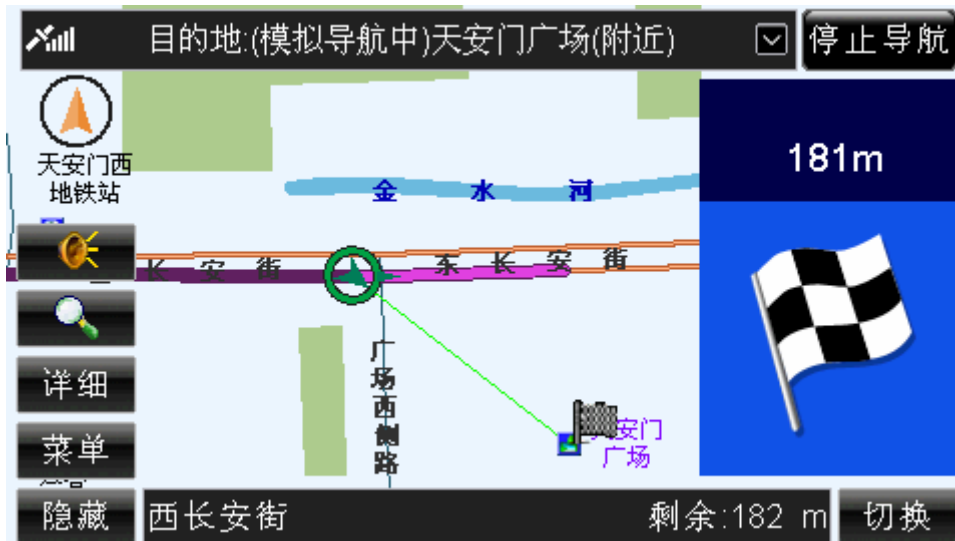 目的地:(模拟导航中)天安门广场(附近)
停止导航
天安门西
地铁站
181m
金水河
长安街
东长安街
广场西侧路
天安门
广场
详细
菜单
隐藏
西长安街
剩余:182 m
切换